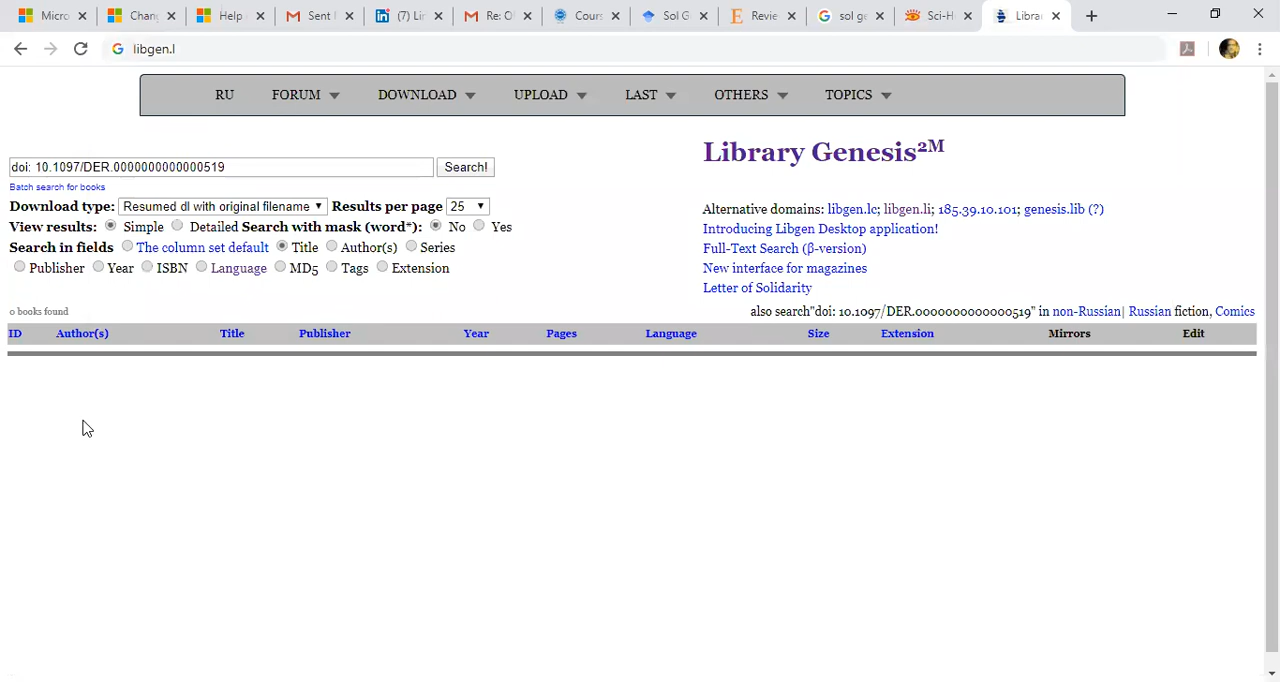 Micro
Chang
Help
Sent
(7) Lin
Re: O
Cours
Sol G
Revie
sol ge
Sci-H
Librar
libgen.l
RU FORUM DOWNLOAD UPLOAD LAST OTHERS TOPICS
Library Genesis2M
doi: 10.1097/DER.0000000000000519 Search!
Batch search for books
Download type: Resumed dl with original filename Results per page 25
View results: Simple Detailed Search with mask (word*): No Yes
Search in fields The column set default Title Author(s) Series
Publisher Year ISBN Language MD5 Tags Extension
Alternative domains: libgen.lc; libgen.li; 185.39.10.101; genesis.lib (?)
Introducing Libgen Desktop application!
Full-Text Search (β-version)
New interface for magazines
Letter of Solidarity
0 books found
also search"doi: 10.1097/DER.0000000000000519" in non-Russian| Russian fiction, Comics
ID Author(s) Title Publisher Year Pages Language Size Extension Mirrors Edit